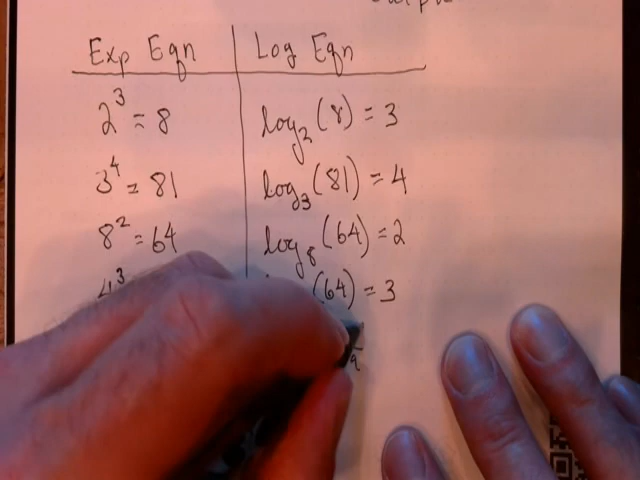 Exp Eqn | Log Eqn
2³ = 8 | log₂(8) = 3
3⁴ = 81 | log₃(81) = 4
8² = 64 | log₈(64) = 2
4³ (64) = 3